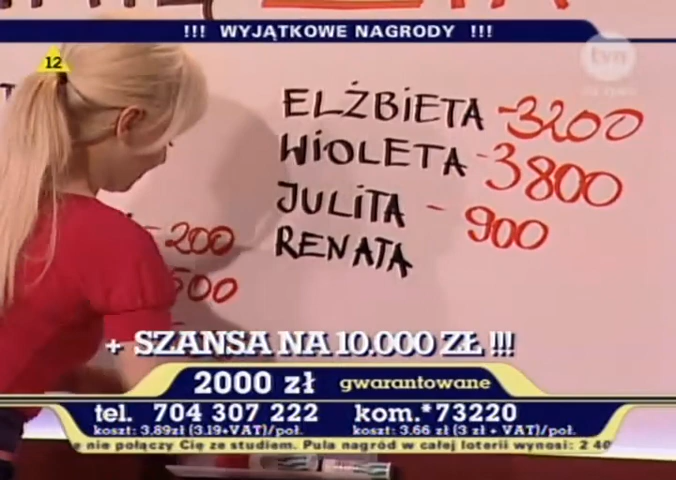 !!! WYJĄTKOWE NAGRODY !!!
12
tvn
ELŻBIETA - 3200
WIOLETA - 3800
JULITA - 900
RENATA
200
500
+ SZANSA NA 10.000 ZŁ !!!
2000 zł gwarantowane
tel. 704 307 222
koszt: 3.89zł (3.19+VAT)/poł.
kom.*73220
koszt: 3.66 zł (3 zł + VAT)/poł.
e nie połączy Cię ze studiem. Pula nagród w całej loterii wynosi: 2 40